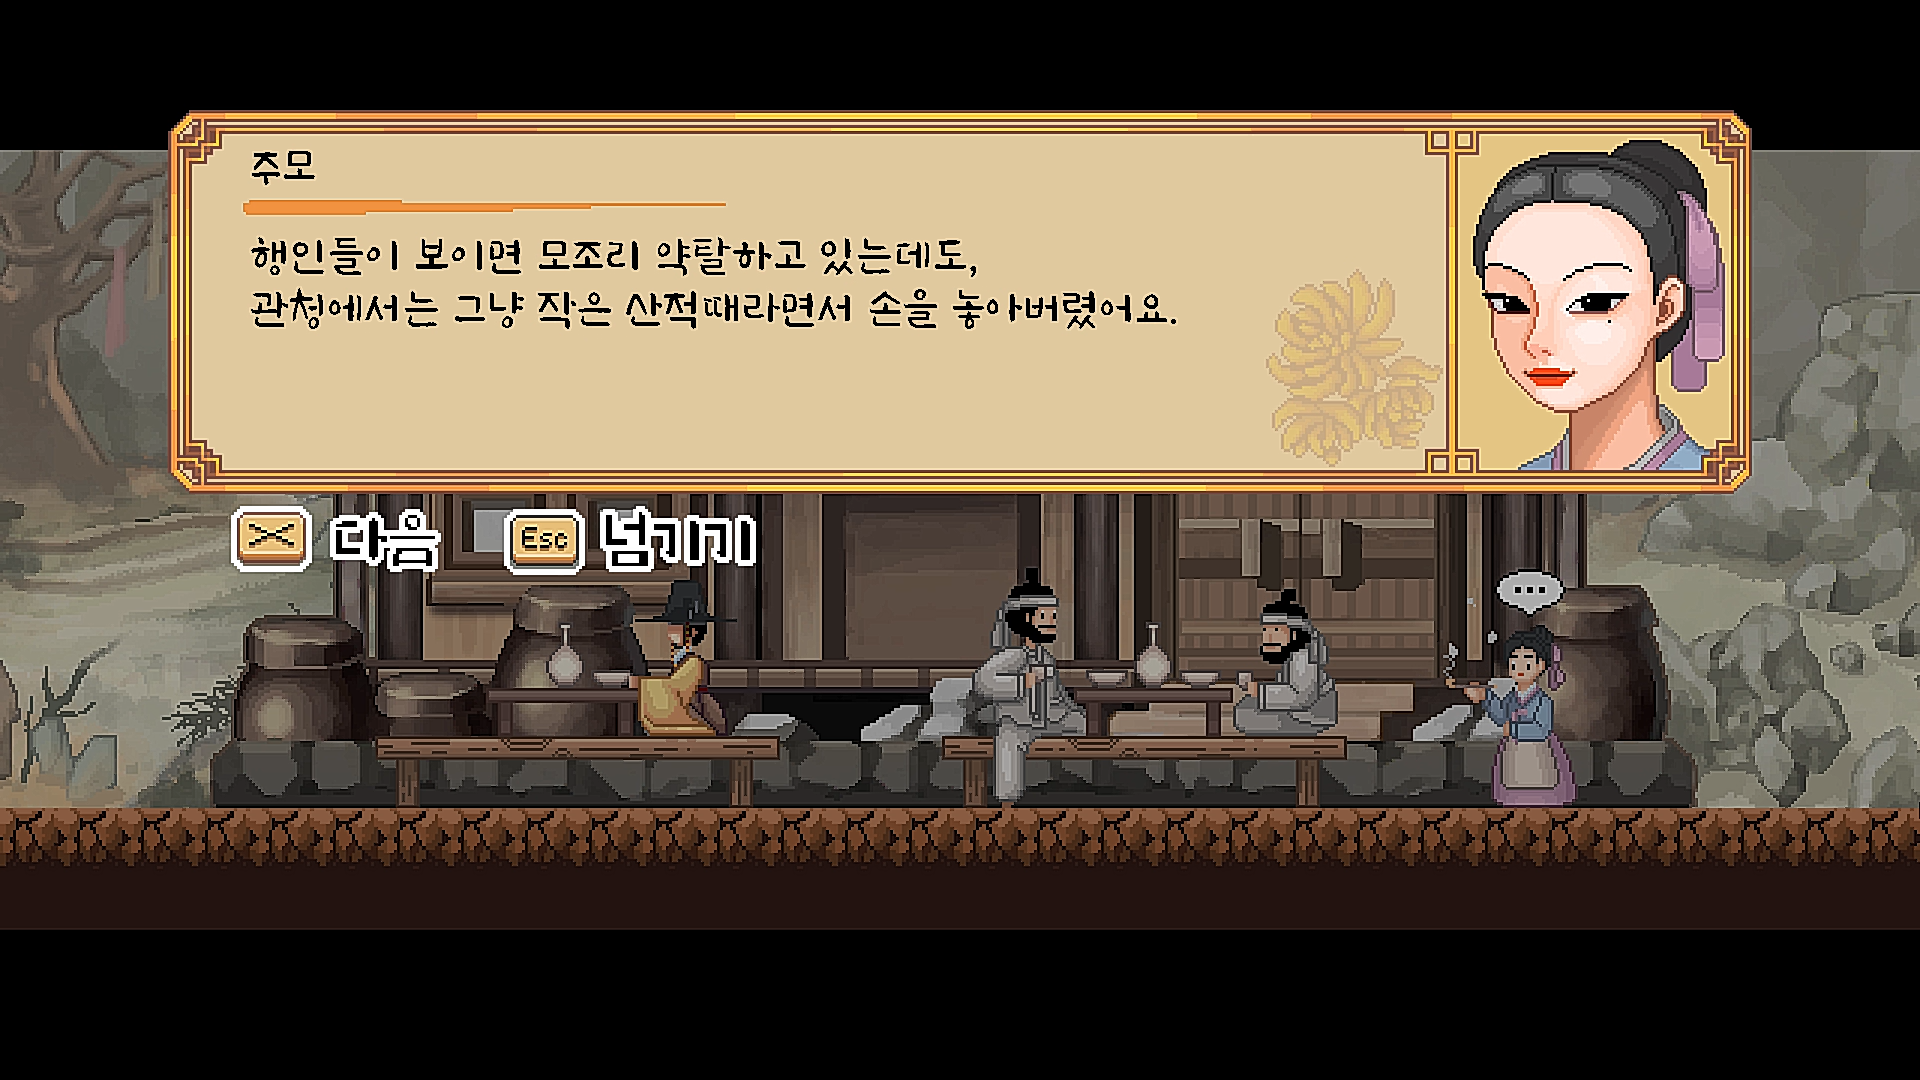 추모
행인들이 보이면 모조리 약탈하고 있는데도,
관청에서는 그냥 작은 산적떼라면서 손을 놓아버렸어요.
다음 Esc 넘기기
...